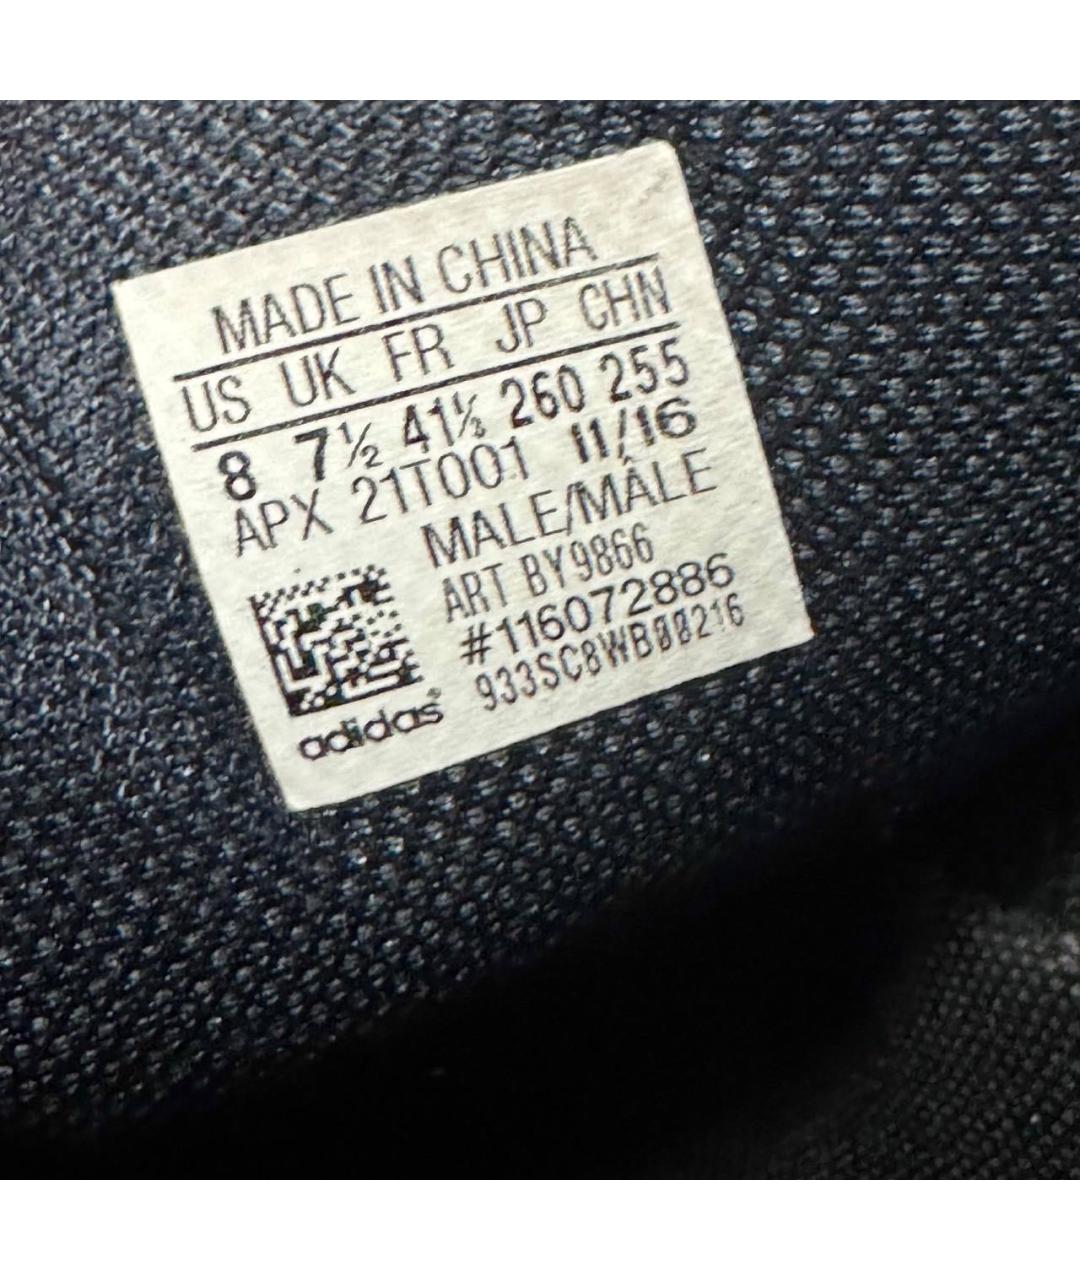 MADE IN CHINA
US UK FR JP CHN
8 7½ 41⅓ 260 255
APX 21T001 11/16
MALE/MÂLE
ART BY9866
#116072886
933SC8WB00216
adidas®